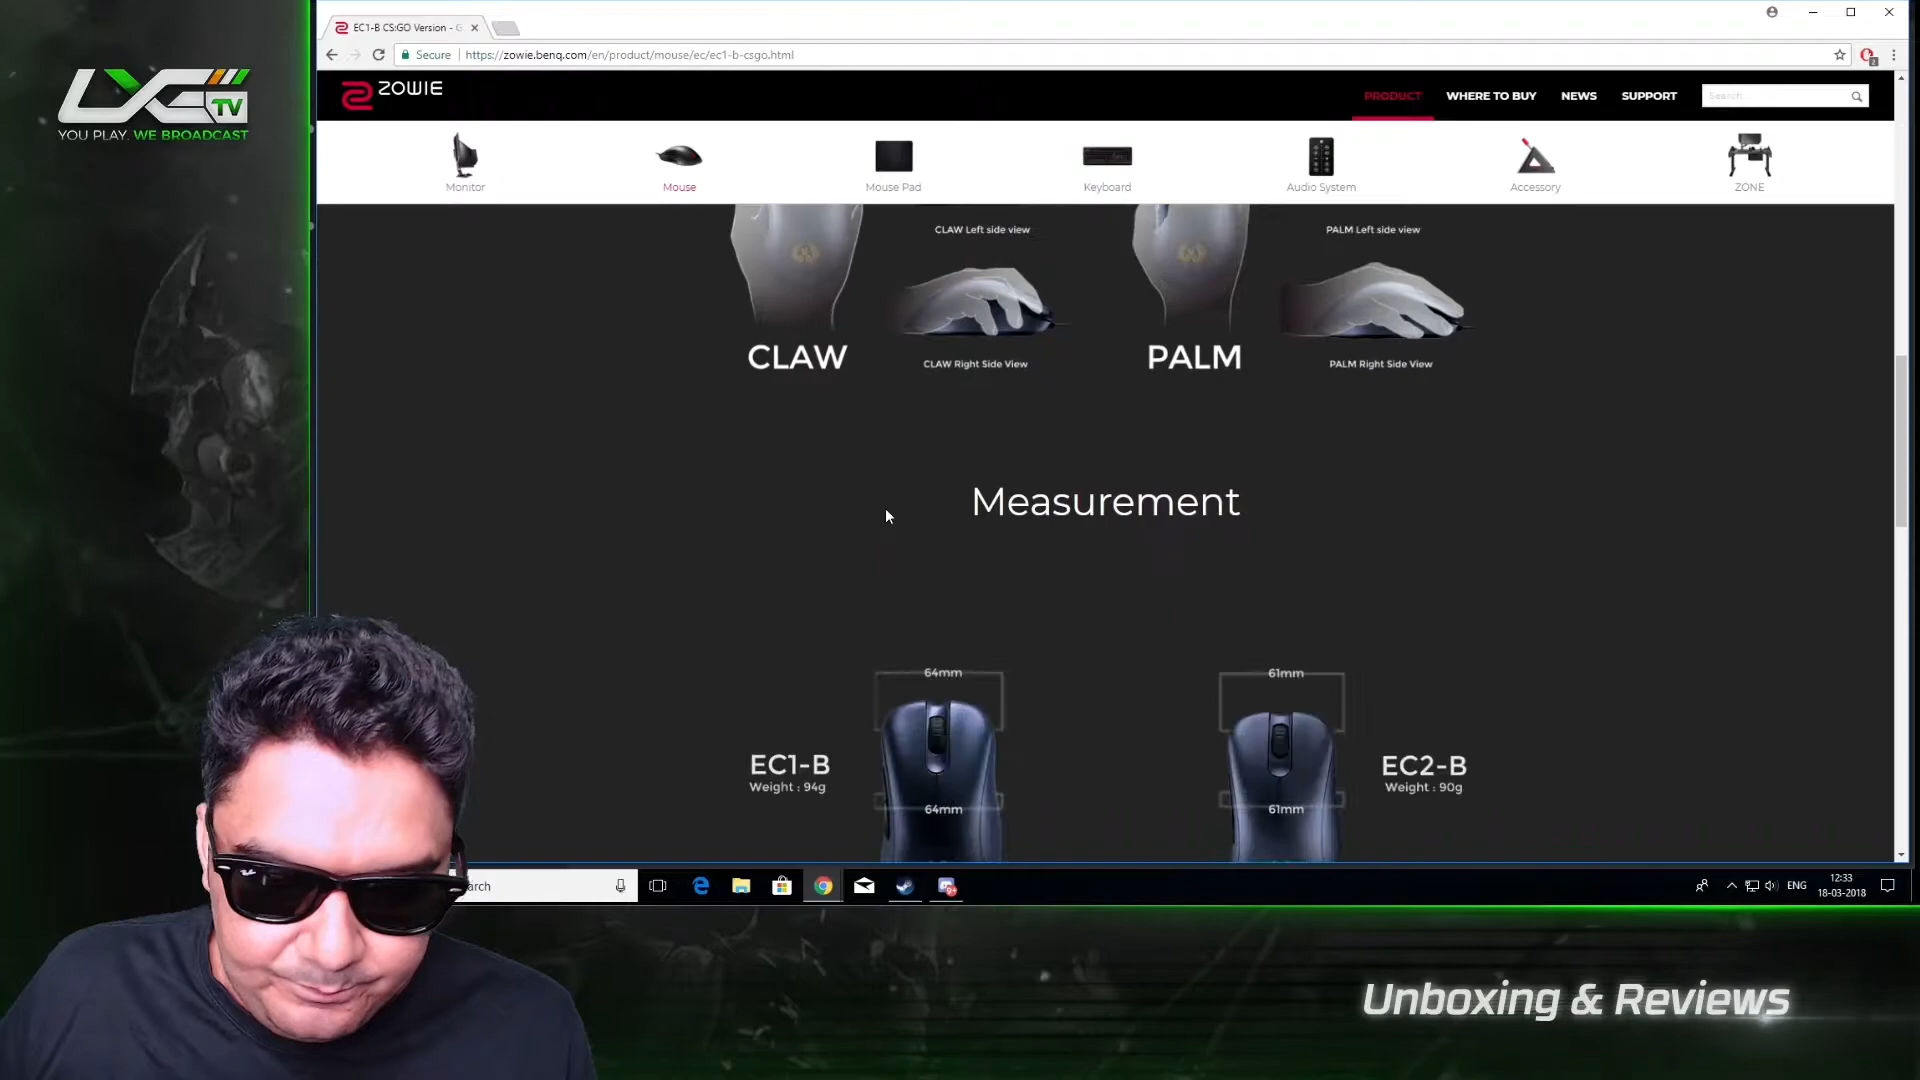 LXG TV
YOU PLAY. WE BROADCAST
EC1-B CS:GO Version - G
Secure
https://zowie.benq.com/en/product/mouse/ec/ec1-b-csgo.html
ZOWIE
PRODUCT
WHERE TO BUY
NEWS
SUPPORT
Search...
Monitor
Mouse
Mouse Pad
Keyboard
Audio System
Accessory
ZONE
CLAW Left side view
PALM Left side view
CLAW
CLAW Right Side View
PALM
PALM Right Side View
Measurement
64mm
61mm
EC1-B
Weight : 94g
64mm
EC2-B
Weight : 90g
61mm
arch
ENG
12:33
18-03-2018
Unboxing & Reviews